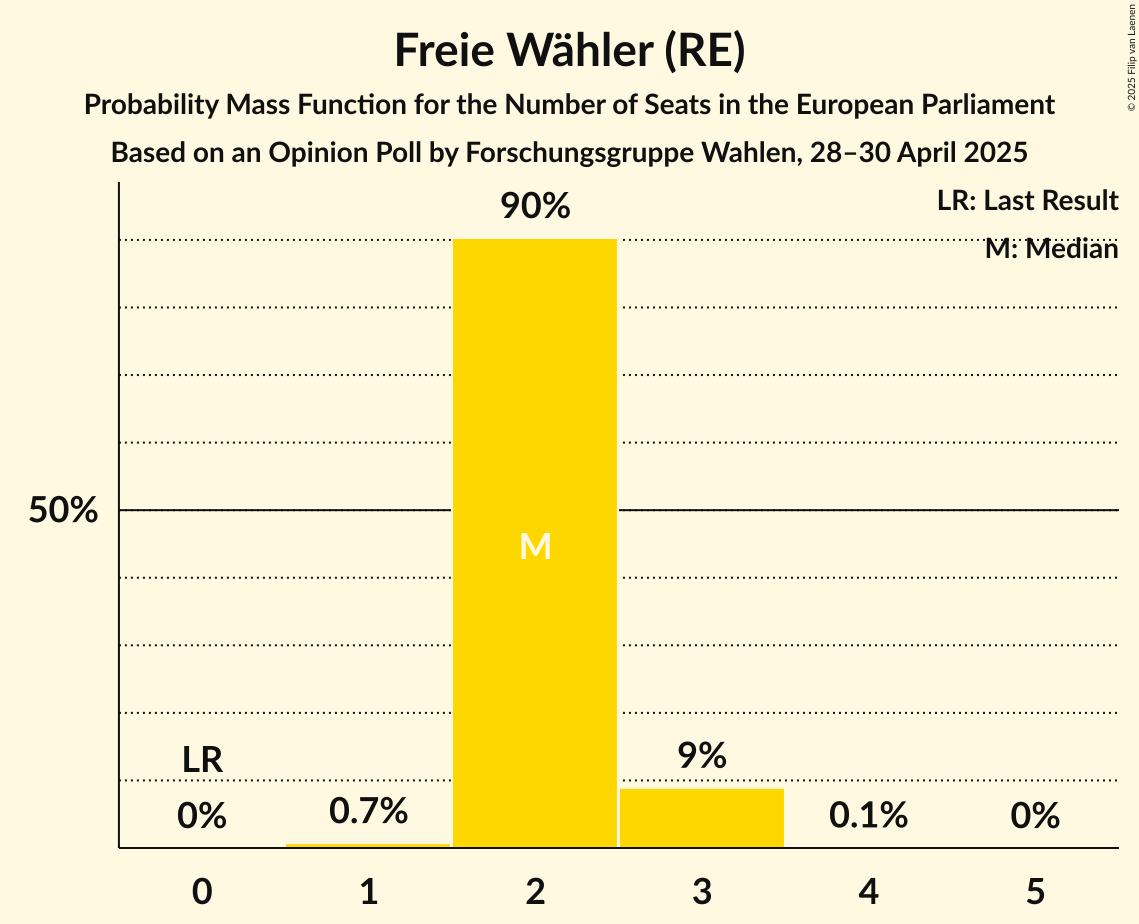 Freie Wähler (RE)
Probability Mass Function for the Number of Seats in the European Parliament
Based on an Opinion Poll by Forschungsgruppe Wahlen, 28–30 April 2025
© 2025 Filip van Laenen
LR: Last Result
M: Median
90%
50%
M
LR
0%
0.7%
9%
0.1%
0%
0 1 2 3 4 5